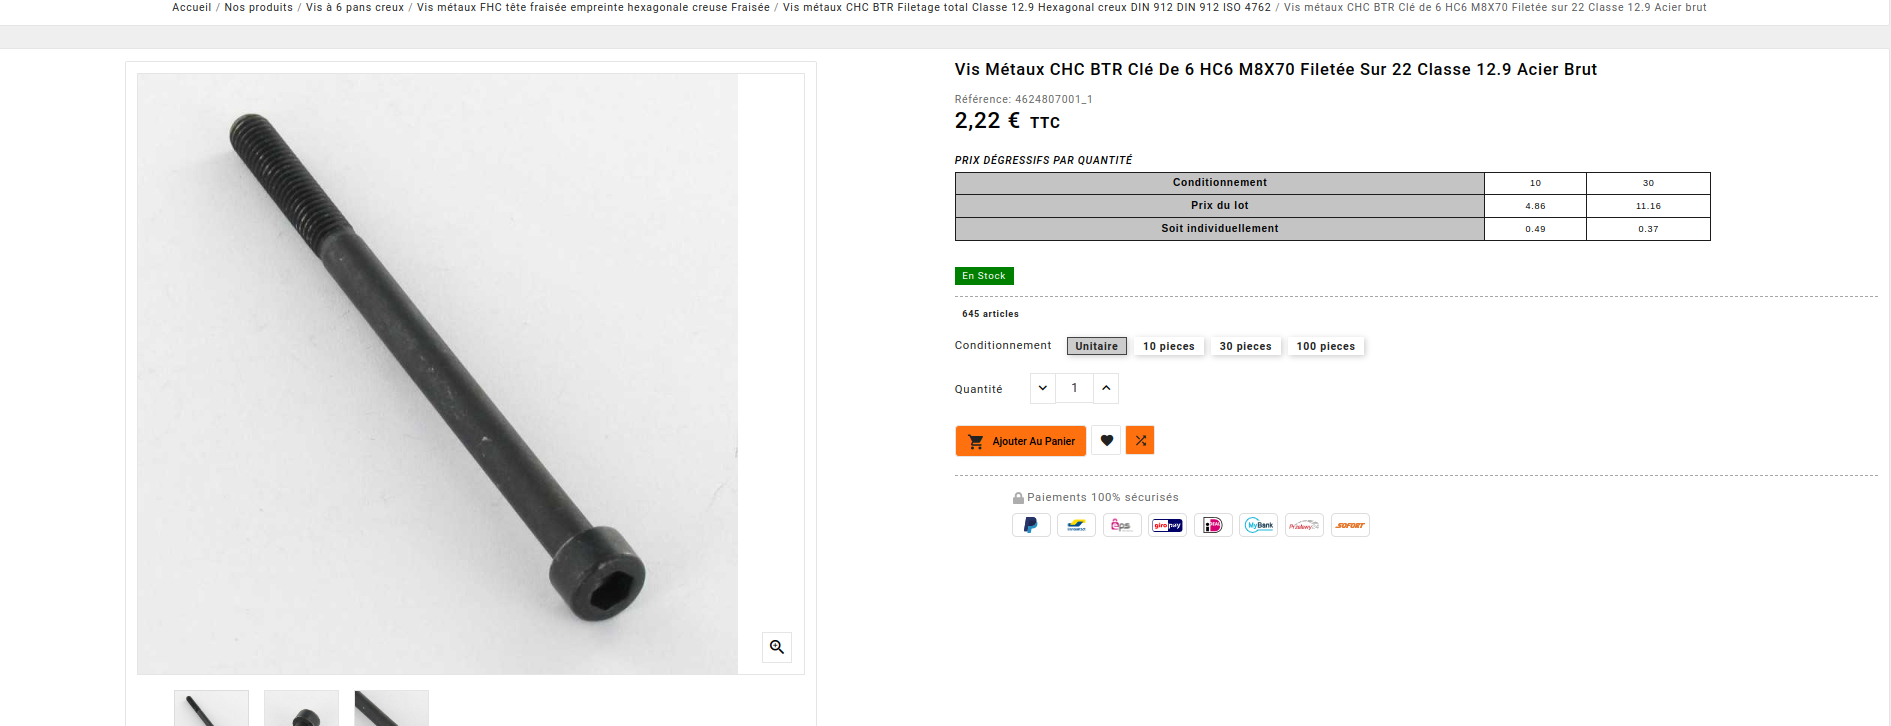 Accueil / Nos produits / Vis à 6 pans creux / Vis métaux FHC tête fraisée empreinte hexagonale creuse Fraisée / Vis métaux CHC BTR Filetage total Classe 12.9 Hexagonal creux DIN 912 DIN 912 ISO 4762 / Vis métaux CHC BTR Clé de 6 HC6 M8X70 Filetée sur 22 Classe 12.9 Acier brut
Vis Métaux CHC BTR Clé De 6 HC6 M8X70 Filetée Sur 22 Classe 12.9 Acier Brut
Référence: 4624807001_1
2,22 € TTC
PRIX DÉGRESSIFS PAR QUANTITÉ
Conditionnement 10 30
Prix du lot 4.86 11.16
Soit individuellement 0.49 0.37
En Stock
645 articles
Conditionnement Unitaire 10 pieces 30 pieces 100 pieces
Quantité 1
Ajouter Au Panier
Paiements 100% sécurisés
eps giropay iDEAL MyBank Przelewy24 SOFORT